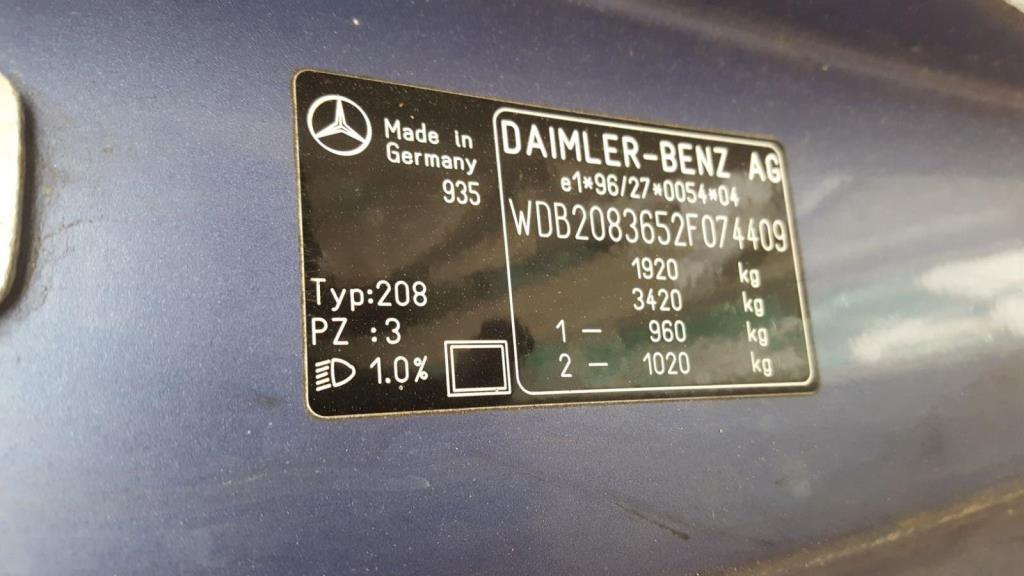 Made in
Germany
935
Typ:208
PZ :3
1.0%
DAIMLER-BENZ AG
e1*96/27*0054*04
WDB2083652F074409
1920 kg
3420 kg
1 – 960 kg
2 – 1020 kg